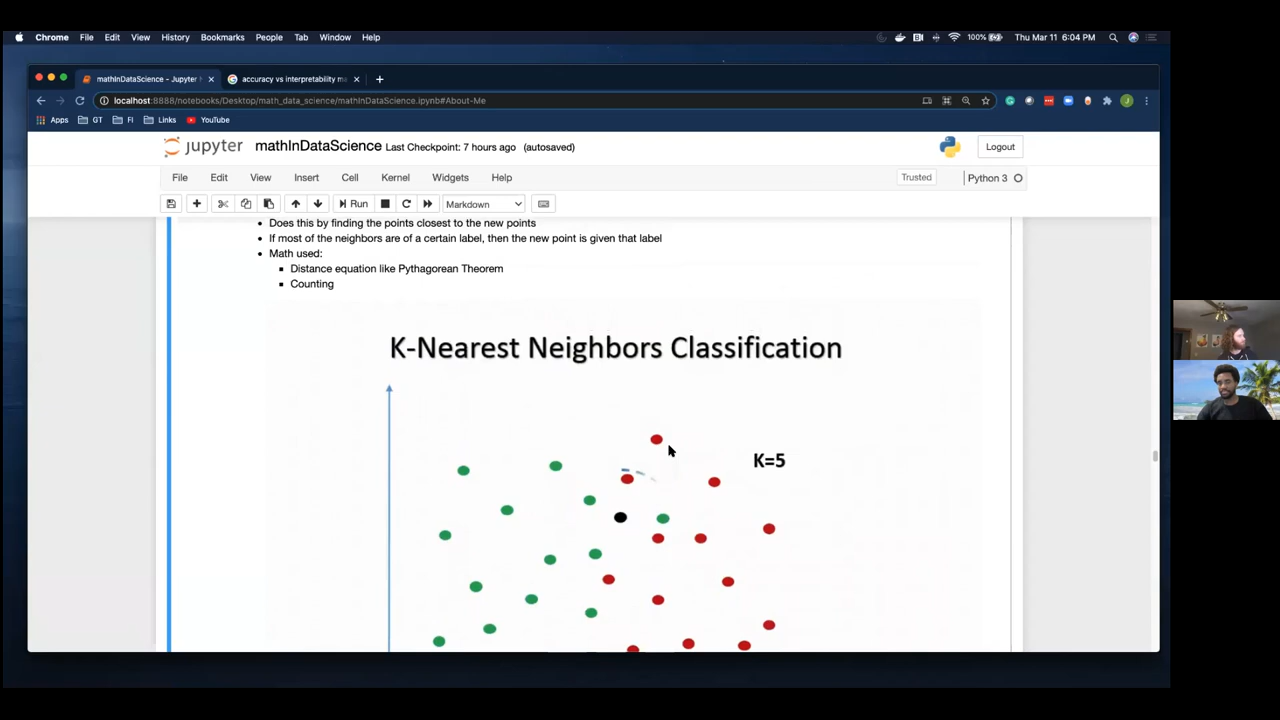 Chrome File Edit View History Bookmarks People Tab Window Help 100% Thu Mar 11 6:04 PM
mathInDataScience - Jupyter N accuracy vs interpretability ma
localhost:8888/notebooks/Desktop/math_data_science/mathInDataScience.ipynb#About-Me
Apps GT FI Links YouTube
jupyter mathInDataScience Last Checkpoint: 7 hours ago (autosaved) Logout
File Edit View Insert Cell Kernel Widgets Help Trusted Python 3
Run Markdown
Does this by finding the points closest to the new points
If most of the neighbors are of a certain label, then the new point is given that label
Math used:
Distance equation like Pythagorean Theorem
Counting
K-Nearest Neighbors Classification
K=5